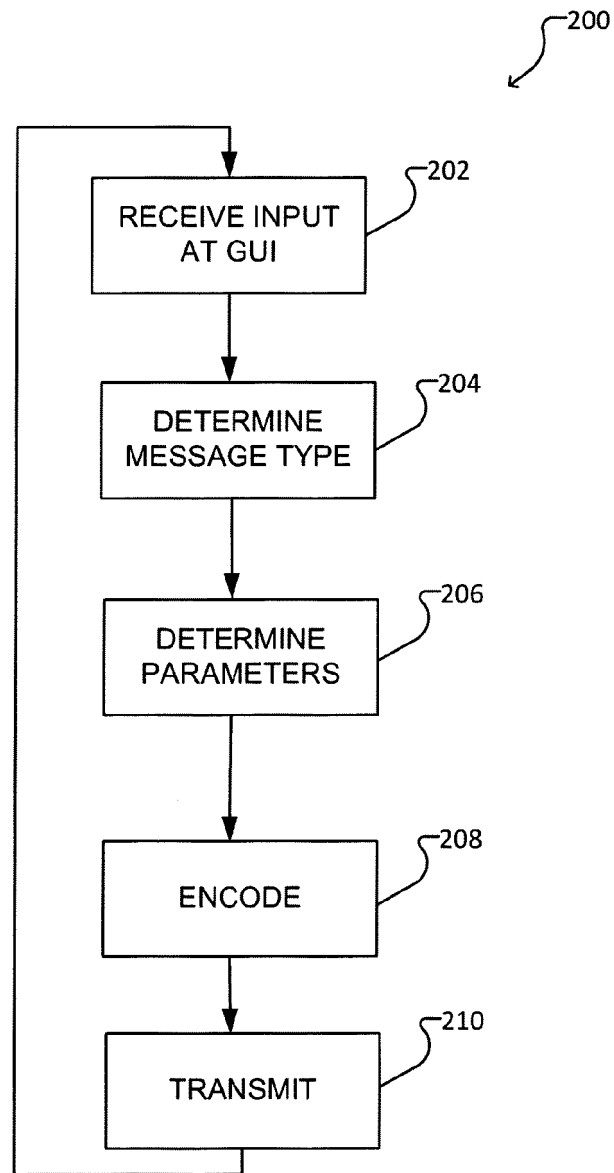 200
202
RECEIVE INPUT
AT GUI
204
DETERMINE
MESSAGE TYPE
206
DETERMINE
PARAMETERS
208
ENCODE
210
TRANSMIT